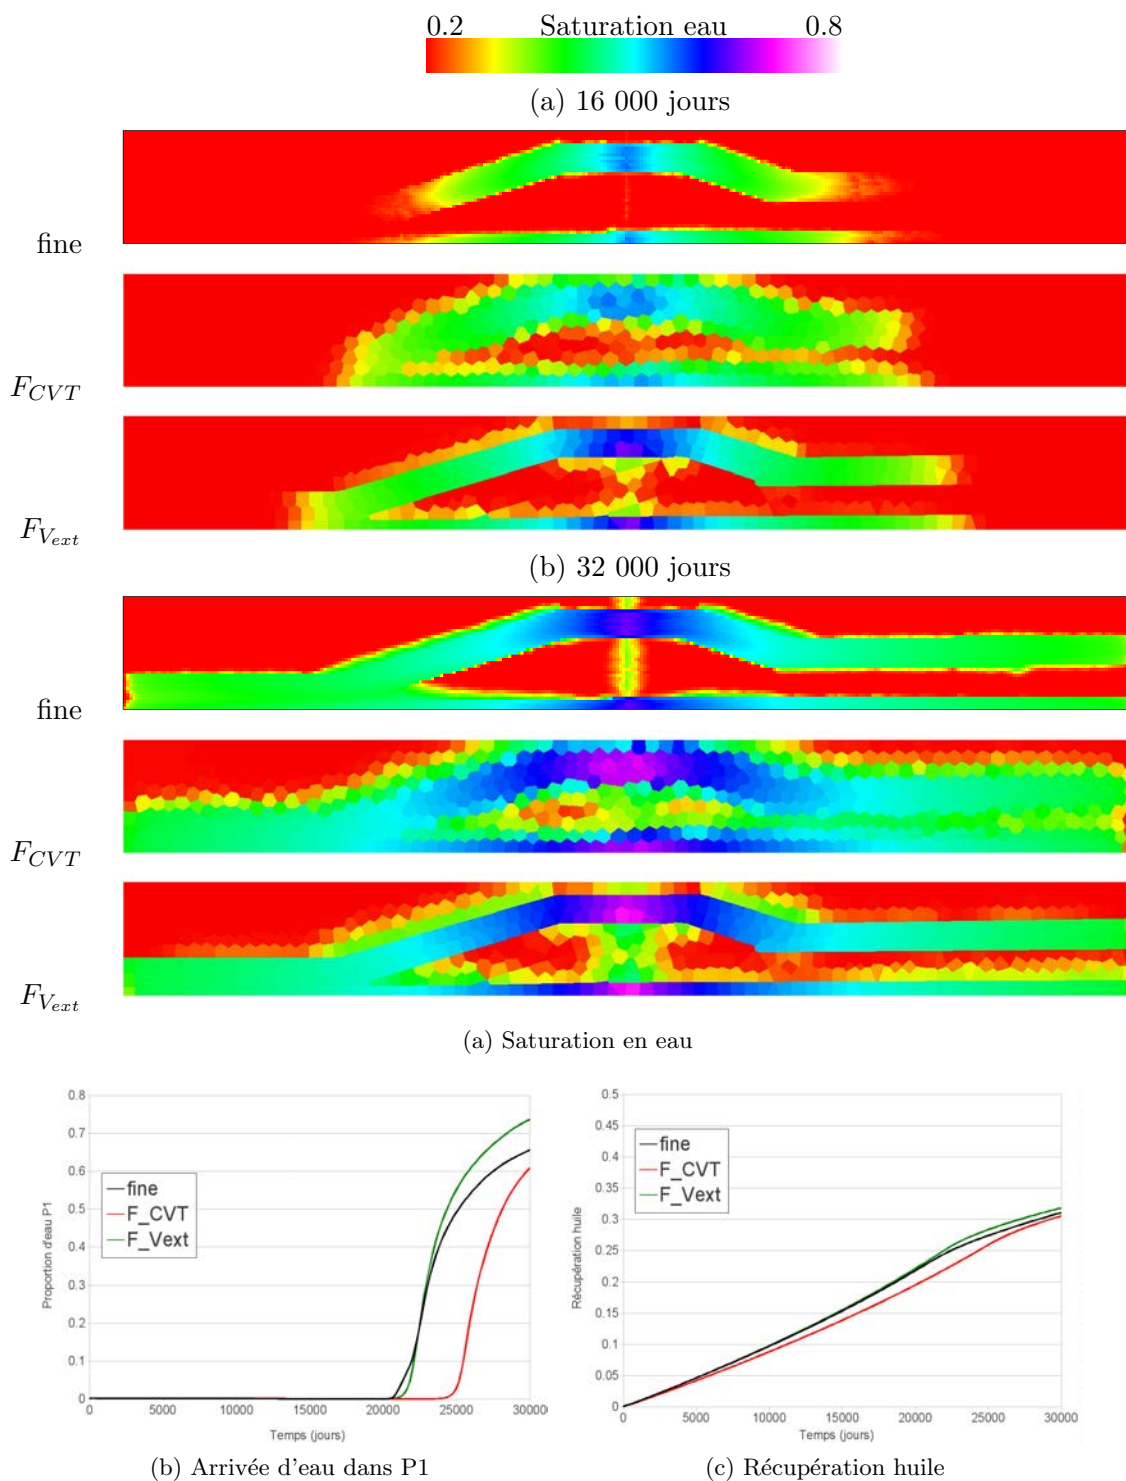 0.2 Saturation eau 0.8
(a) 16 000 jours
fine
F_CVT
F_Vext
(b) 32 000 jours
fine
F_CVT
F_Vext
(a) Saturation en eau
0.8
0.7
0.6
0.5
0.4
0.3
0.2
0.1
0
Proportion d'eau P1
fine
F_CVT
F_Vext
0 5000 10000 15000 20000 25000 30000
Temps (jours)
(b) Arrivée d'eau dans P1
0.5
0.45
0.4
0.35
0.3
0.25
0.2
0.15
0.1
0.05
0
Récupération huile
fine
F_CVT
F_Vext
0 5000 10000 15000 20000 25000 30000
Temps (jours)
(c) Récupération huile